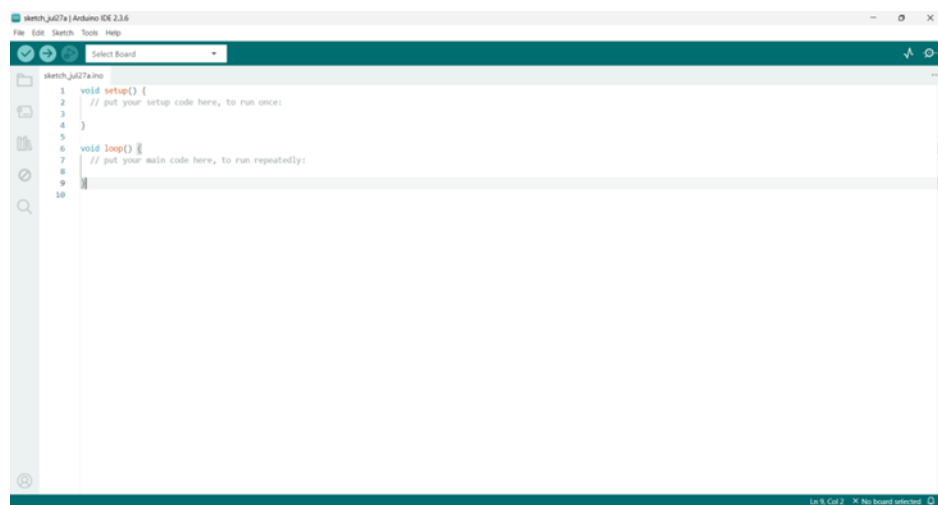 sketch_jul27a | Arduino IDE 2.3.6
File Edit Sketch Tools Help
Select Board
sketch_jul27a.ino
1 void setup() {
2 // put your setup code here, to run once:
3
4 }
5
6 void loop() {
7 // put your main code here, to run repeatedly:
8
9 }
10
Ln 9, Col 2 × No board selected